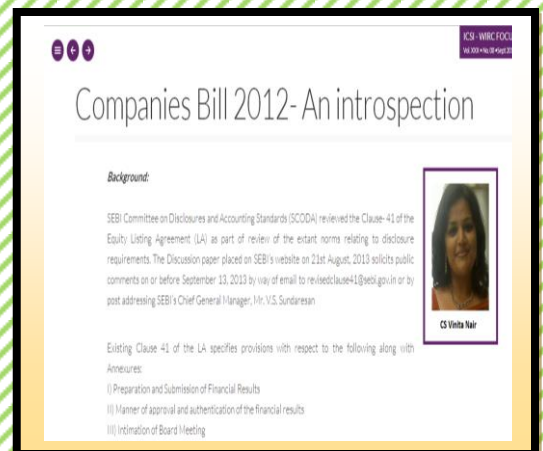 ICSI - WIRC FOCU
Vol. XXX • No. 08 • Sept 20
Companies Bill 2012- An introspection
Background:
SEBI Committee on Disclosures and Accounting Standards (SCODA) reviewed the Clause- 41 of the
Equity Listing Agreement (LA) as part of review of the extant norms relating to disclosure
requirements. The Discussion paper placed on SEBI's website on 21st August, 2013 solicits public
comments on or before September 13, 2013 by way of email to revisedclause41@sebi.gov.in or by
post addressing SEBI's Chief General Manager, Mr. V.S. Sundaresan
CS Vinita Nair
Existing Clause 41 of the LA specifies provisions with respect to the following along with
Annexures:
I) Preparation and Submission of Financial Results
II) Manner of approval and authentication of the financial results
III) Intimation of Board Meeting